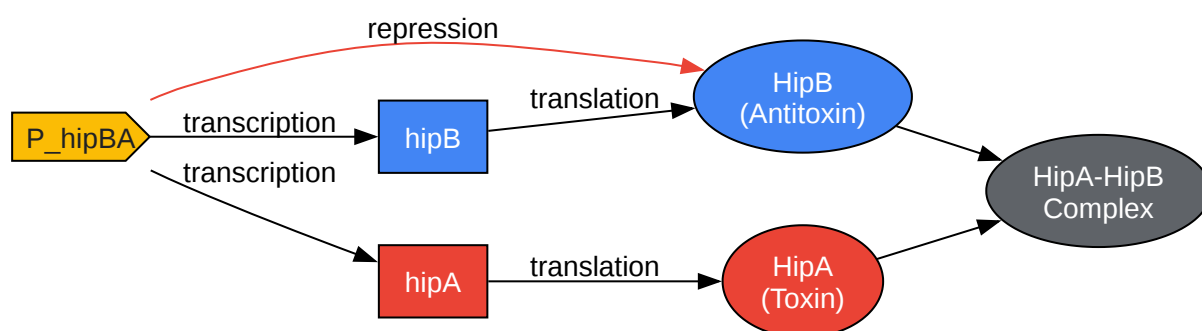 repression
P_hipBA
transcription
transcription
hipB
hipA
translation
translation
HipB
(Antitoxin)
HipA
(Toxin)
HipA-HipB
Complex